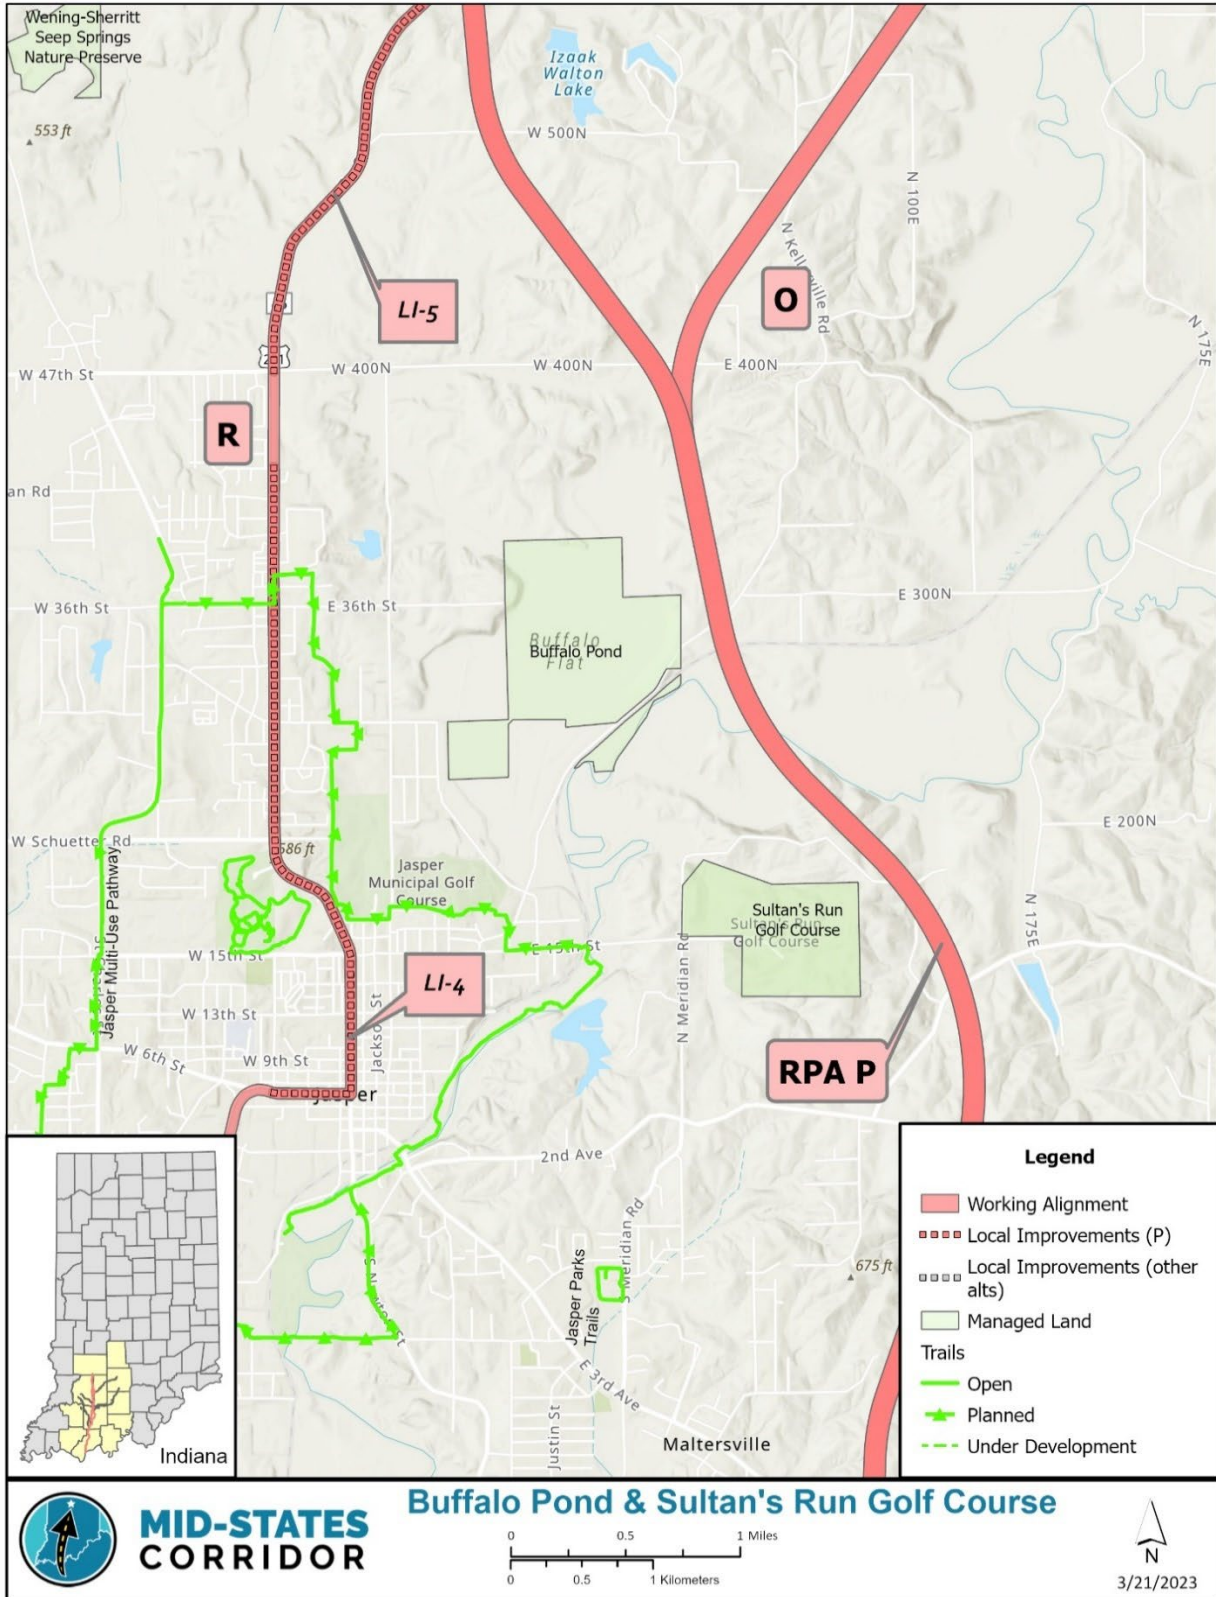 Wening-Sherritt
Seep Springs
Nature Preserve
553 ft
Izaak
Walton
Lake
W 500N
N 100E
N Kellerville Rd
O
LI-5
N 175E
W 47th St
W 400N
W 400N
E 400N
R
an Rd
W 36th St
E 36th St
E 300N
Buffalo
Flat
Buffalo Pond
W Schuetter Rd
586 ft
E 200N
Jasper Multi-Use Pathway
Jasper
Municipal Golf
Course
Sultan's Run
Golf Course
Sultan's Run
Golf Course
N 175E
W 15th St
E 15th St
LI-4
N Meridian Rd
W 13th St
Jackson St
W 6th St
W 9th St
RPA P
Jasper
2nd Ave
S Meridian Rd
Jasper Parks
Trails
675 ft
E 3rd Ave
Justin St
Maltersville
Indiana
Legend
Working Alignment
Local Improvements (P)
Local Improvements (other
alts)
Managed Land
Trails
Open
Planned
Under Development
MID-STATES
CORRIDOR
Buffalo Pond & Sultan's Run Golf Course
0 0.5 1 Miles
0 0.5 1 Kilometers
N
3/21/2023